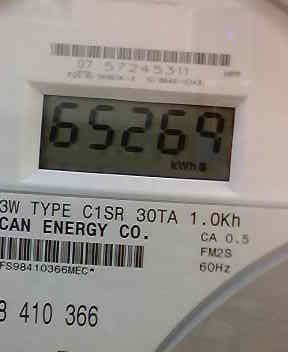 07 57245311
65269
kWh
3W TYPE C1SR 30TA 1.0Kh
CAN ENERGY CO.
CA 0.5
FM2S
60Hz
FS98410366MEC*
8 410 366